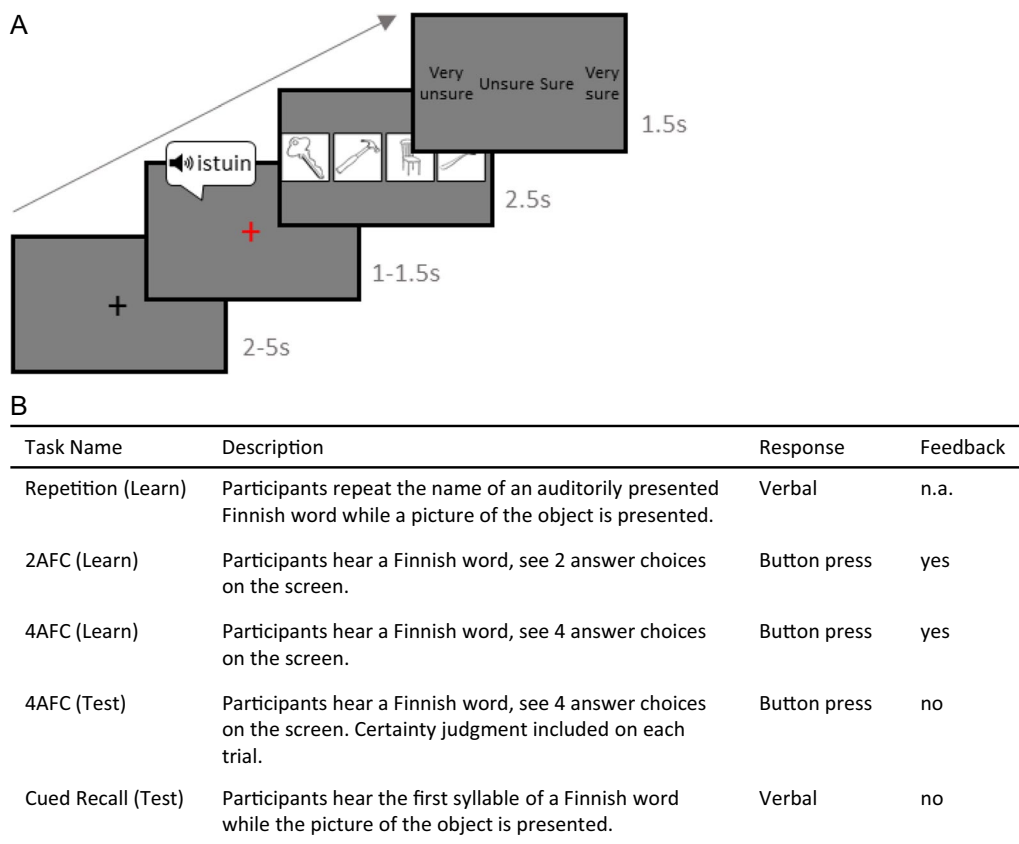 A
Very
unsure
Unsure
Sure
Very
sure
1.5s
istuin
2.5s
1-1.5s
2-5s
B
Task Name Description Response Feedback
Repetition (Learn) Participants repeat the name of an auditorily presented Verbal n.a.
Finnish word while a picture of the object is presented.
2AFC (Learn) Participants hear a Finnish word, see 2 answer choices Button press yes
on the screen.
4AFC (Learn) Participants hear a Finnish word, see 4 answer choices Button press yes
on the screen.
4AFC (Test) Participants hear a Finnish word, see 4 answer choices Button press no
on the screen. Certainty judgment included on each
trial.
Cued Recall (Test) Participants hear the first syllable of a Finnish word Verbal no
while the picture of the object is presented.